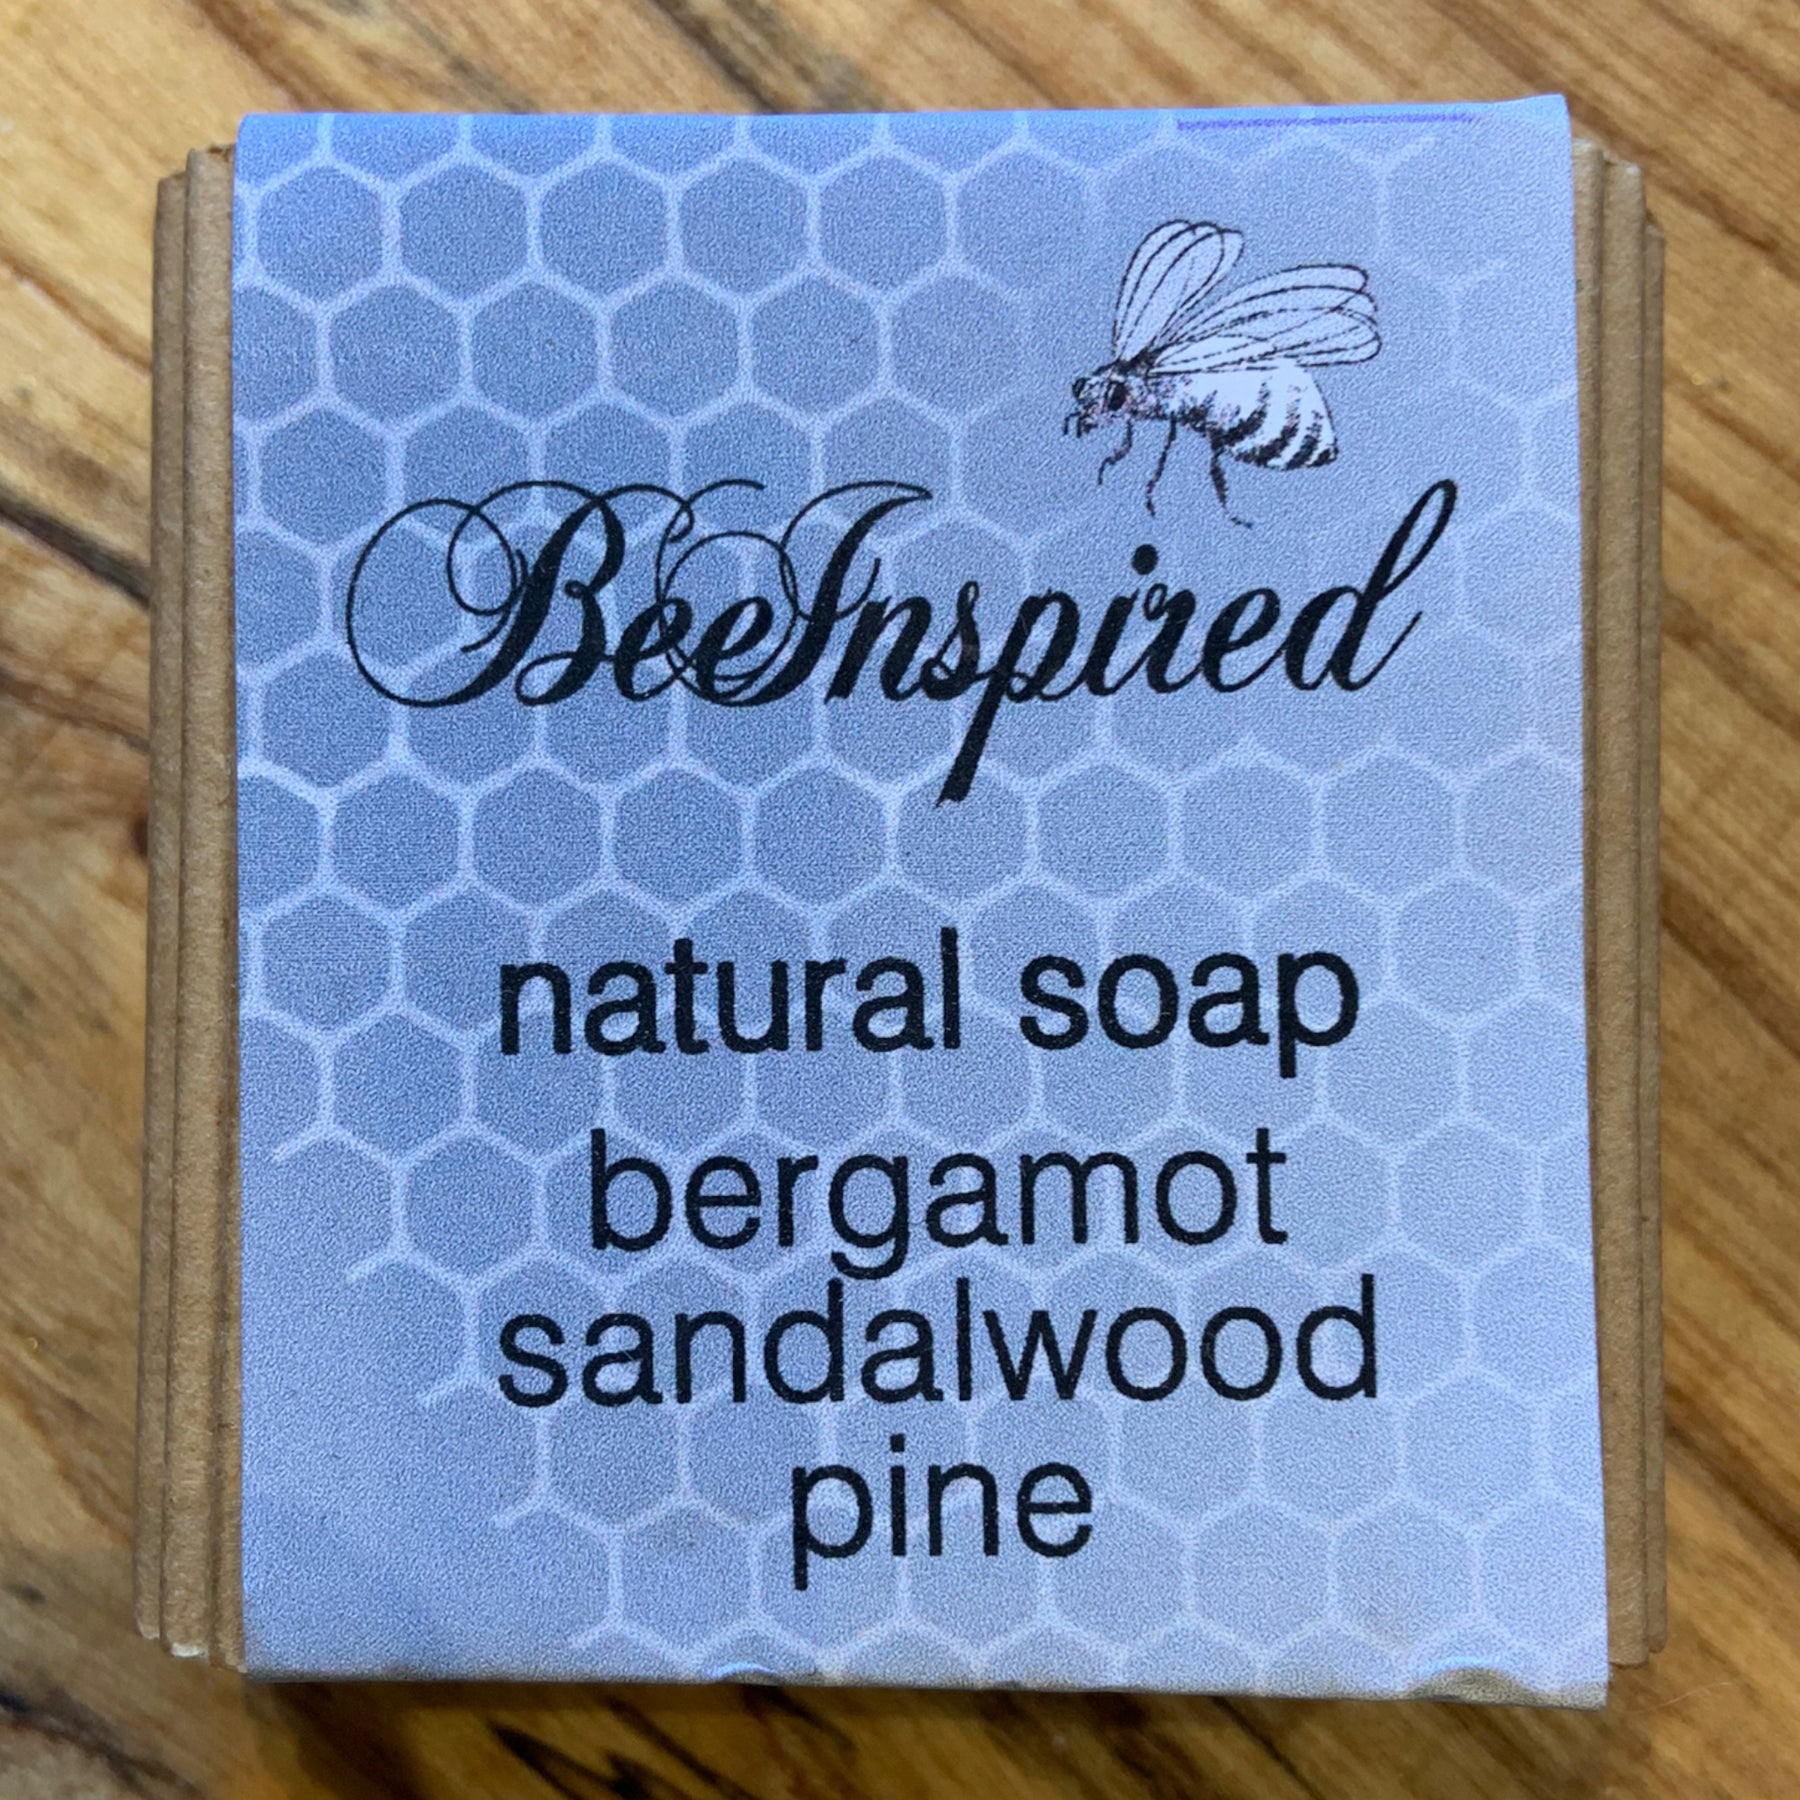 BeeInspired
natural soap
bergamot
sandalwood
pine